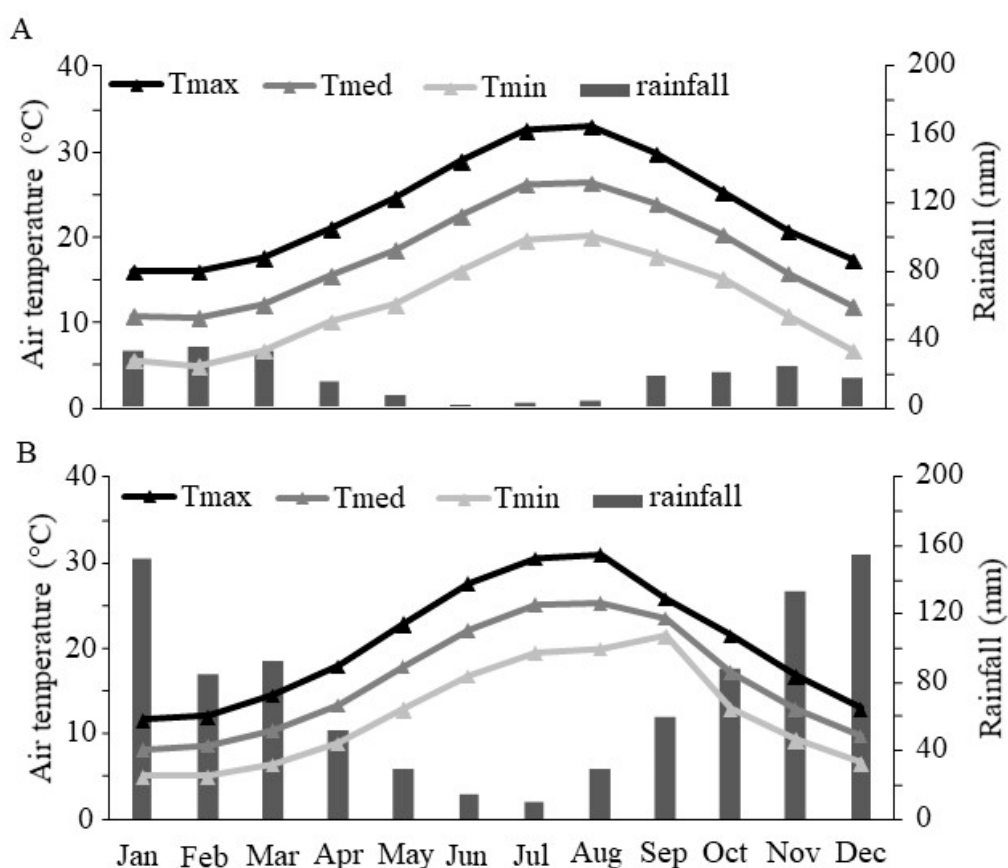 A
Tmax Tmed Tmin rainfall
Air temperature (°C)
40
30
20
10
0
Rainfall (mm)
200
160
120
80
40
0
B
Tmax Tmed Tmin rainfall
Air temperature (°C)
40
30
20
10
0
Rainfall (mm)
200
160
120
80
40
0
Jan Feb Mar Apr May Jun Jul Aug Sep Oct Nov Dec